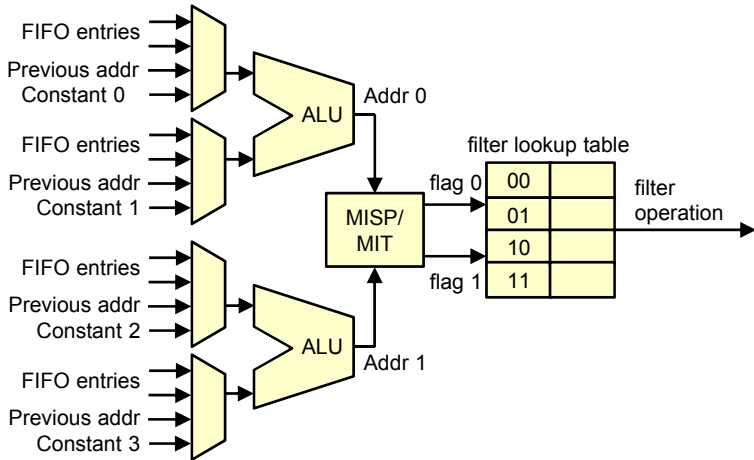 FIFO entries
Previous addr
Constant 0
FIFO entries
Previous addr
Constant 1
ALU
Addr 0
FIFO entries
Previous addr
Constant 2
FIFO entries
Previous addr
Constant 3
ALU
Addr 1
MISP/
MIT
flag 0
flag 1
filter lookup table
00
01
10
11
filter
operation